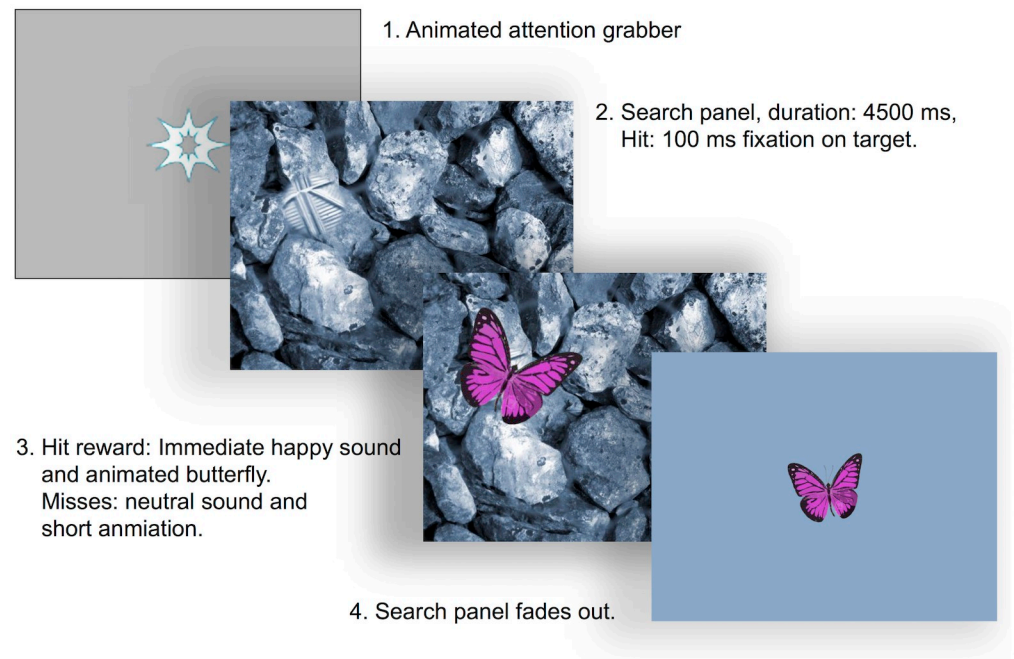 1. Animated attention grabber
2. Search panel, duration: 4500 ms,
Hit: 100 ms fixation on target.
3. Hit reward: Immediate happy sound
and animated butterfly.
Misses: neutral sound and
short anmiation.
4. Search panel fades out.